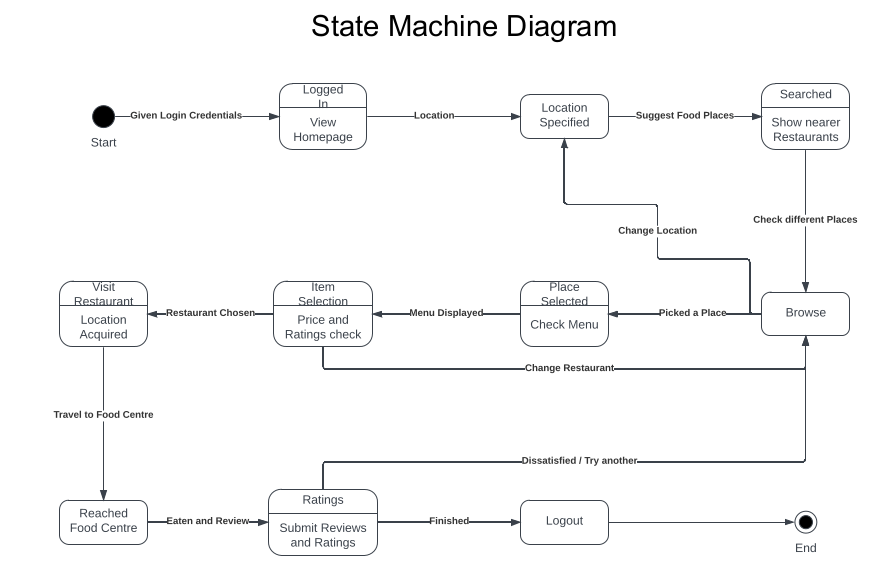 State Machine Diagram
Logged
In
View
Homepage
Given Login Credentials
Start
Location
Location
Specified
Suggest Food Places
Searched
Show nearer
Restaurants
Check different Places
Change Location
Visit
Restaurant
Location
Acquired
Restaurant Chosen
Item
Selection
Price and
Ratings check
Menu Displayed
Place
Selected
Check Menu
Picked a Place
Browse
Change Restaurant
Travel to Food Centre
Dissatisfied / Try another
Reached
Food Centre
Eaten and Review
Ratings
Submit Reviews
and Ratings
Finished
Logout
End